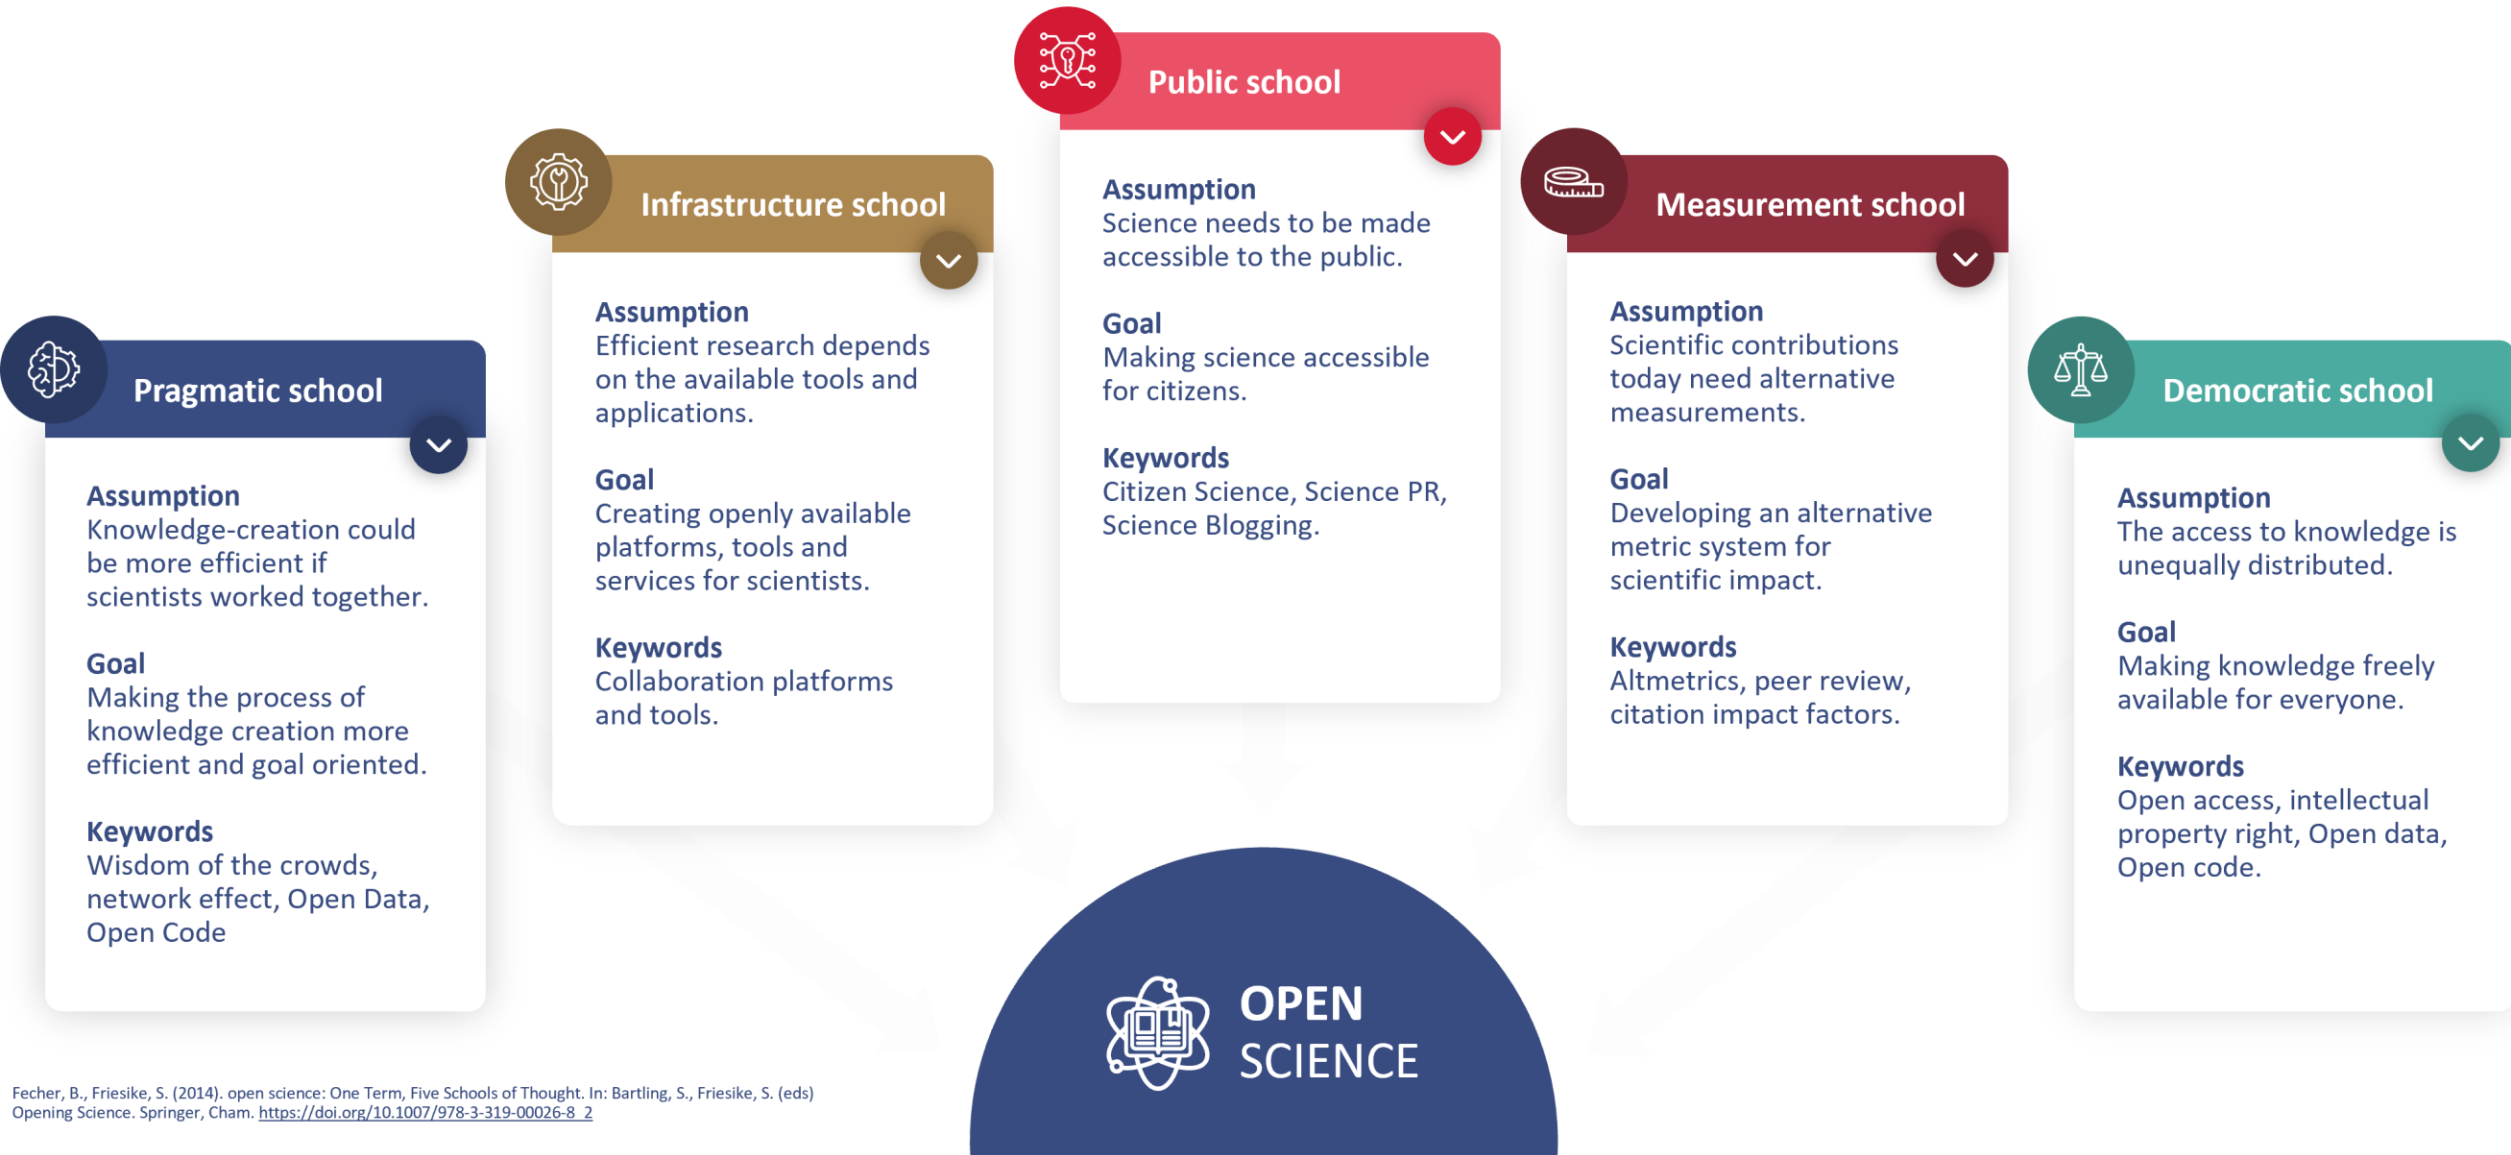 Public school
Assumption
Science needs to be made
accessible to the public.
Goal
Making science accessible
for citizens.
Keywords
Citizen Science, Science PR,
Science Blogging.
Infrastructure school
Assumption
Efficient research depends
on the available tools and
applications.
Goal
Creating openly available
platforms, tools and
services for scientists.
Keywords
Collaboration platforms
and tools.
Measurement school
Assumption
Scientific contributions
today need alternative
measurements.
Goal
Developing an alternative
metric system for
scientific impact.
Keywords
Altmetrics, peer review,
citation impact factors.
Pragmatic school
Assumption
Knowledge-creation could
be more efficient if
scientists worked together.
Goal
Making the process of
knowledge creation more
efficient and goal oriented.
Keywords
Wisdom of the crowds,
network effect, Open Data,
Open Code
Democratic school
Assumption
The access to knowledge is
unequally distributed.
Goal
Making knowledge freely
available for everyone.
Keywords
Open access, intellectual
property right, Open data,
Open code.
OPEN
SCIENCE
Fecher, B., Friesike, S. (2014). open science: One Term, Five Schools of Thought. In: Bartling, S., Friesike, S. (eds)
Opening Science. Springer, Cham. https://doi.org/10.1007/978-3-319-00026-8_2